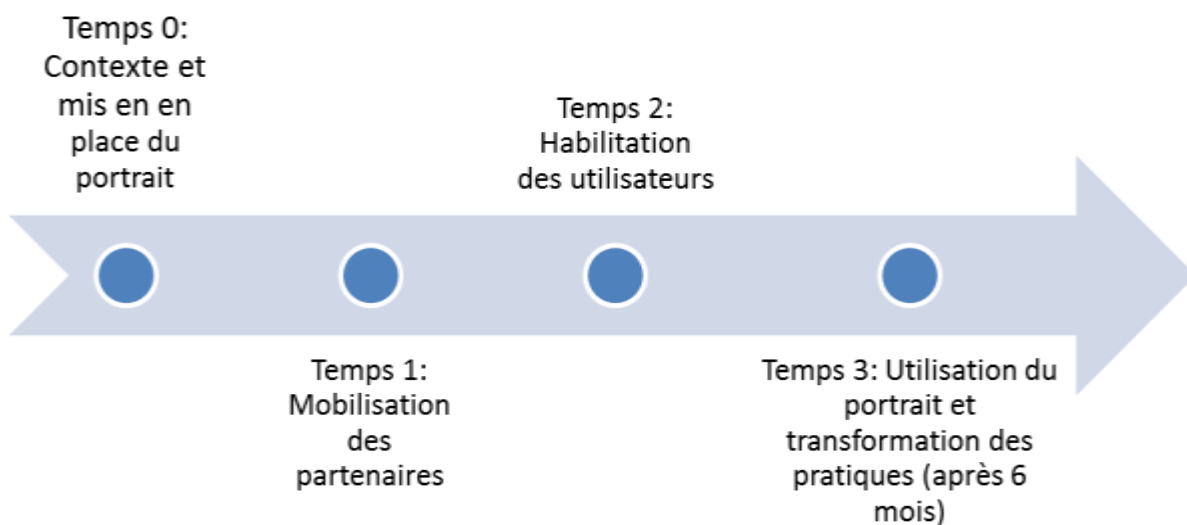 Temps 0:
Contexte et
mis en en
place du
portrait
Temps 1:
Mobilisation
des
partenaires
Temps 2:
Habilitation
des utilisateurs
Temps 3: Utilisation du
portrait et
transformation des
pratiques (après 6
mois)